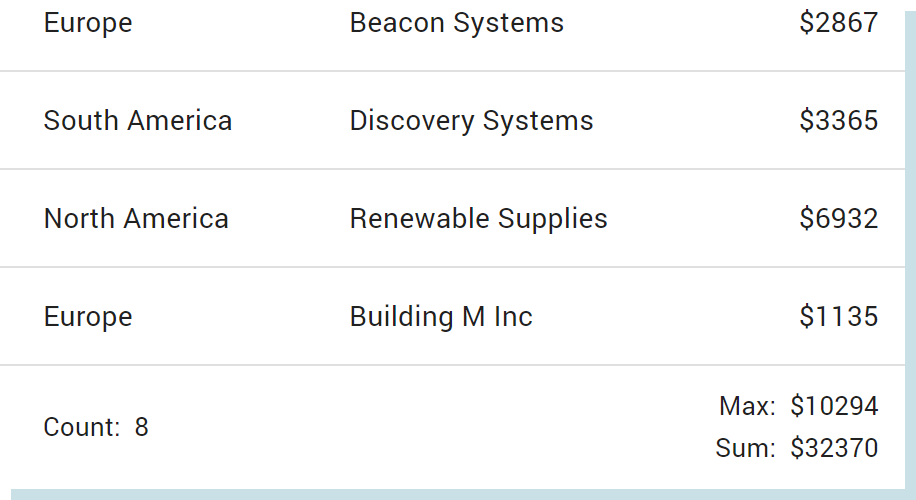 Europe Beacon Systems $2867
South America Discovery Systems $3365
North America Renewable Supplies $6932
Europe Building M Inc $1135
Max: $10294
Count: 8
Sum: $32370